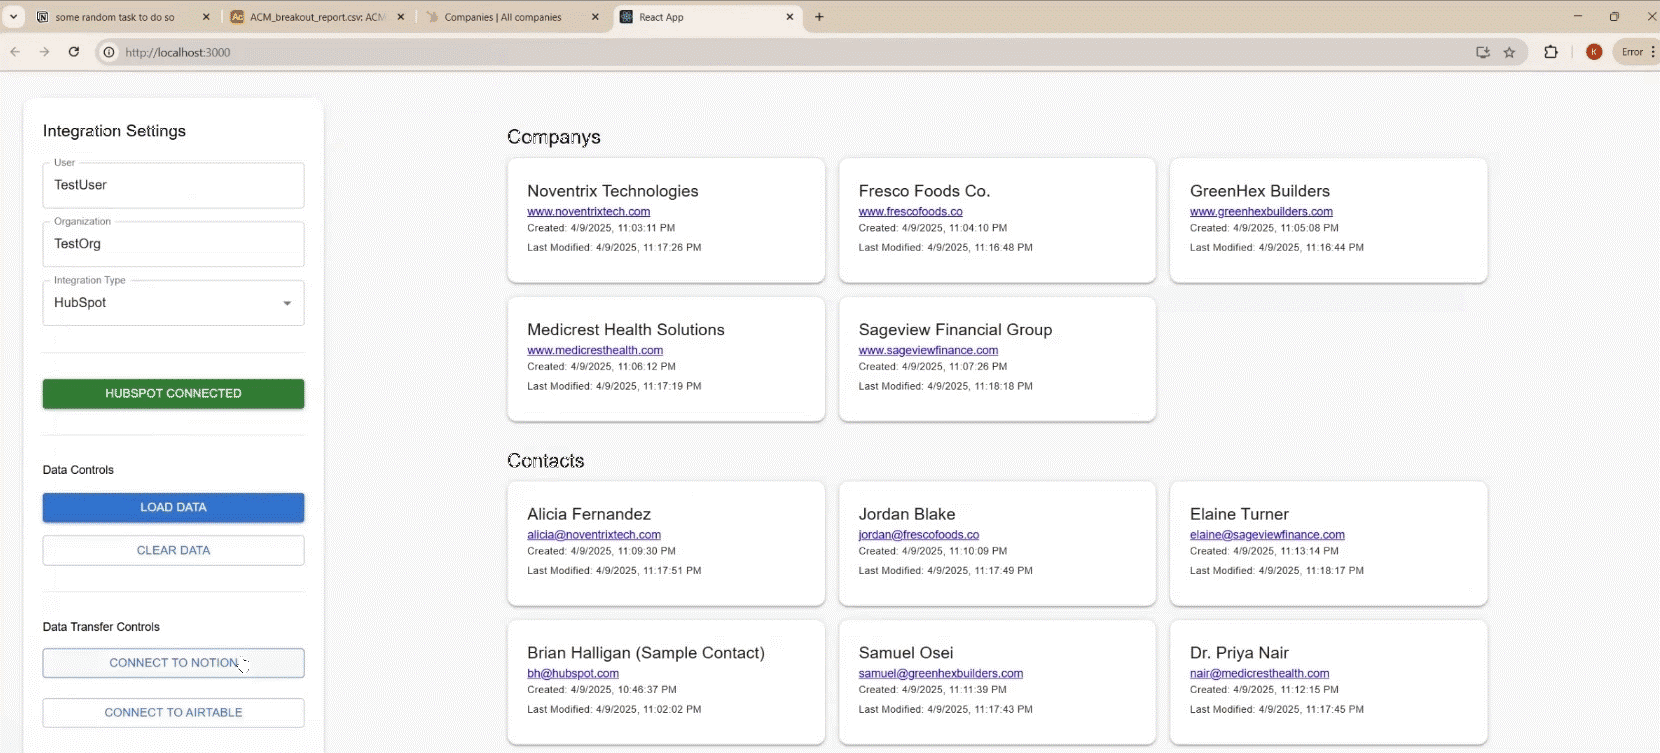 some random task to do so
ACM_breakout_report.csv: ACM
Companies | All companies
React App
http://localhost:3000
K
Error
Integration Settings
User
TestUser
Organization
TestOrg
Integration Type
HubSpot
HUBSPOT CONNECTED
Data Controls
LOAD DATA
CLEAR DATA
Data Transfer Controls
CONNECT TO NOTION
CONNECT TO AIRTABLE
Companys
Noventrix Technologies
www.noventrixtech.com
Created: 4/9/2025, 11:03:11 PM
Last Modified: 4/9/2025, 11:17:26 PM
Fresco Foods Co.
www.frescofoods.co
Created: 4/9/2025, 11:04:10 PM
Last Modified: 4/9/2025, 11:16:48 PM
GreenHex Builders
www.greenhexbuilders.com
Created: 4/9/2025, 11:05:08 PM
Last Modified: 4/9/2025, 11:16:44 PM
Medicrest Health Solutions
www.medicresthealth.com
Created: 4/9/2025, 11:06:12 PM
Last Modified: 4/9/2025, 11:17:19 PM
Sageview Financial Group
www.sageviewfinance.com
Created: 4/9/2025, 11:07:26 PM
Last Modified: 4/9/2025, 11:18:18 PM
Contacts
Alicia Fernandez
alicia@noventrixtech.com
Created: 4/9/2025, 11:09:30 PM
Last Modified: 4/9/2025, 11:17:51 PM
Jordan Blake
jordan@frescofoods.co
Created: 4/9/2025, 11:10:09 PM
Last Modified: 4/9/2025, 11:17:49 PM
Elaine Turner
elaine@sageviewfinance.com
Created: 4/9/2025, 11:13:14 PM
Last Modified: 4/9/2025, 11:18:17 PM
Brian Halligan (Sample Contact)
bh@hubspot.com
Created: 4/9/2025, 10:46:37 PM
Last Modified: 4/9/2025, 11:02:02 PM
Samuel Osei
samuel@greenhexbuilders.com
Created: 4/9/2025, 11:11:39 PM
Last Modified: 4/9/2025, 11:17:43 PM
Dr. Priya Nair
nair@medicresthealth.com
Created: 4/9/2025, 11:12:15 PM
Last Modified: 4/9/2025, 11:17:45 PM